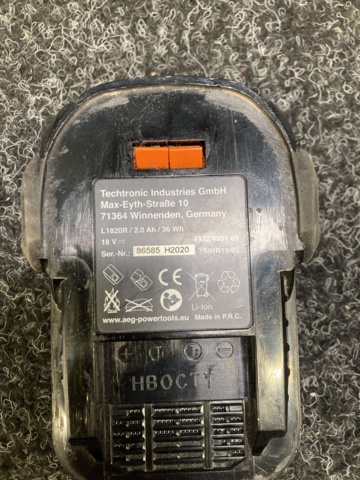 Techtronic Industries GmbH
Max-Eyth-Straße 10
71364 Winnenden, Germany
L1820R / 2.0 Ah / 36 Wh
18 V
Ser.-Nr.: 86585 H2020
Li-Ion
www.aeg-powertools.eu Made in P.R.C.